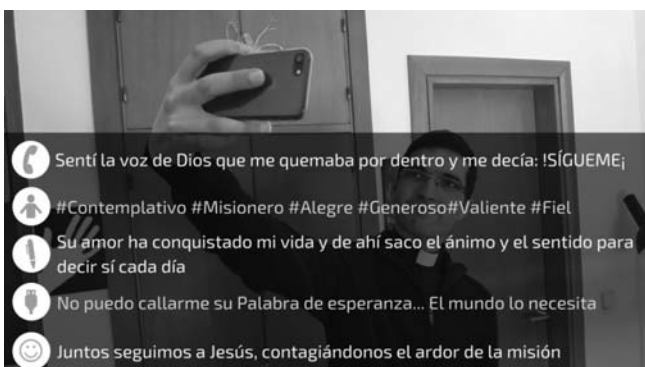 Sentí la voz de Dios que me quemaba por dentro y me decía: !SÍGUEME¡
#Contemplativo #Misionero #Alegre #Generoso#Valiente #Fiel
Su amor ha conquistado mi vida y de ahí saco el ánimo y el sentido para
decir sí cada día
No puedo callarme su Palabra de esperanza... El mundo lo necesita
Juntos seguimos a Jesús, contagiándonos el ardor de la misión